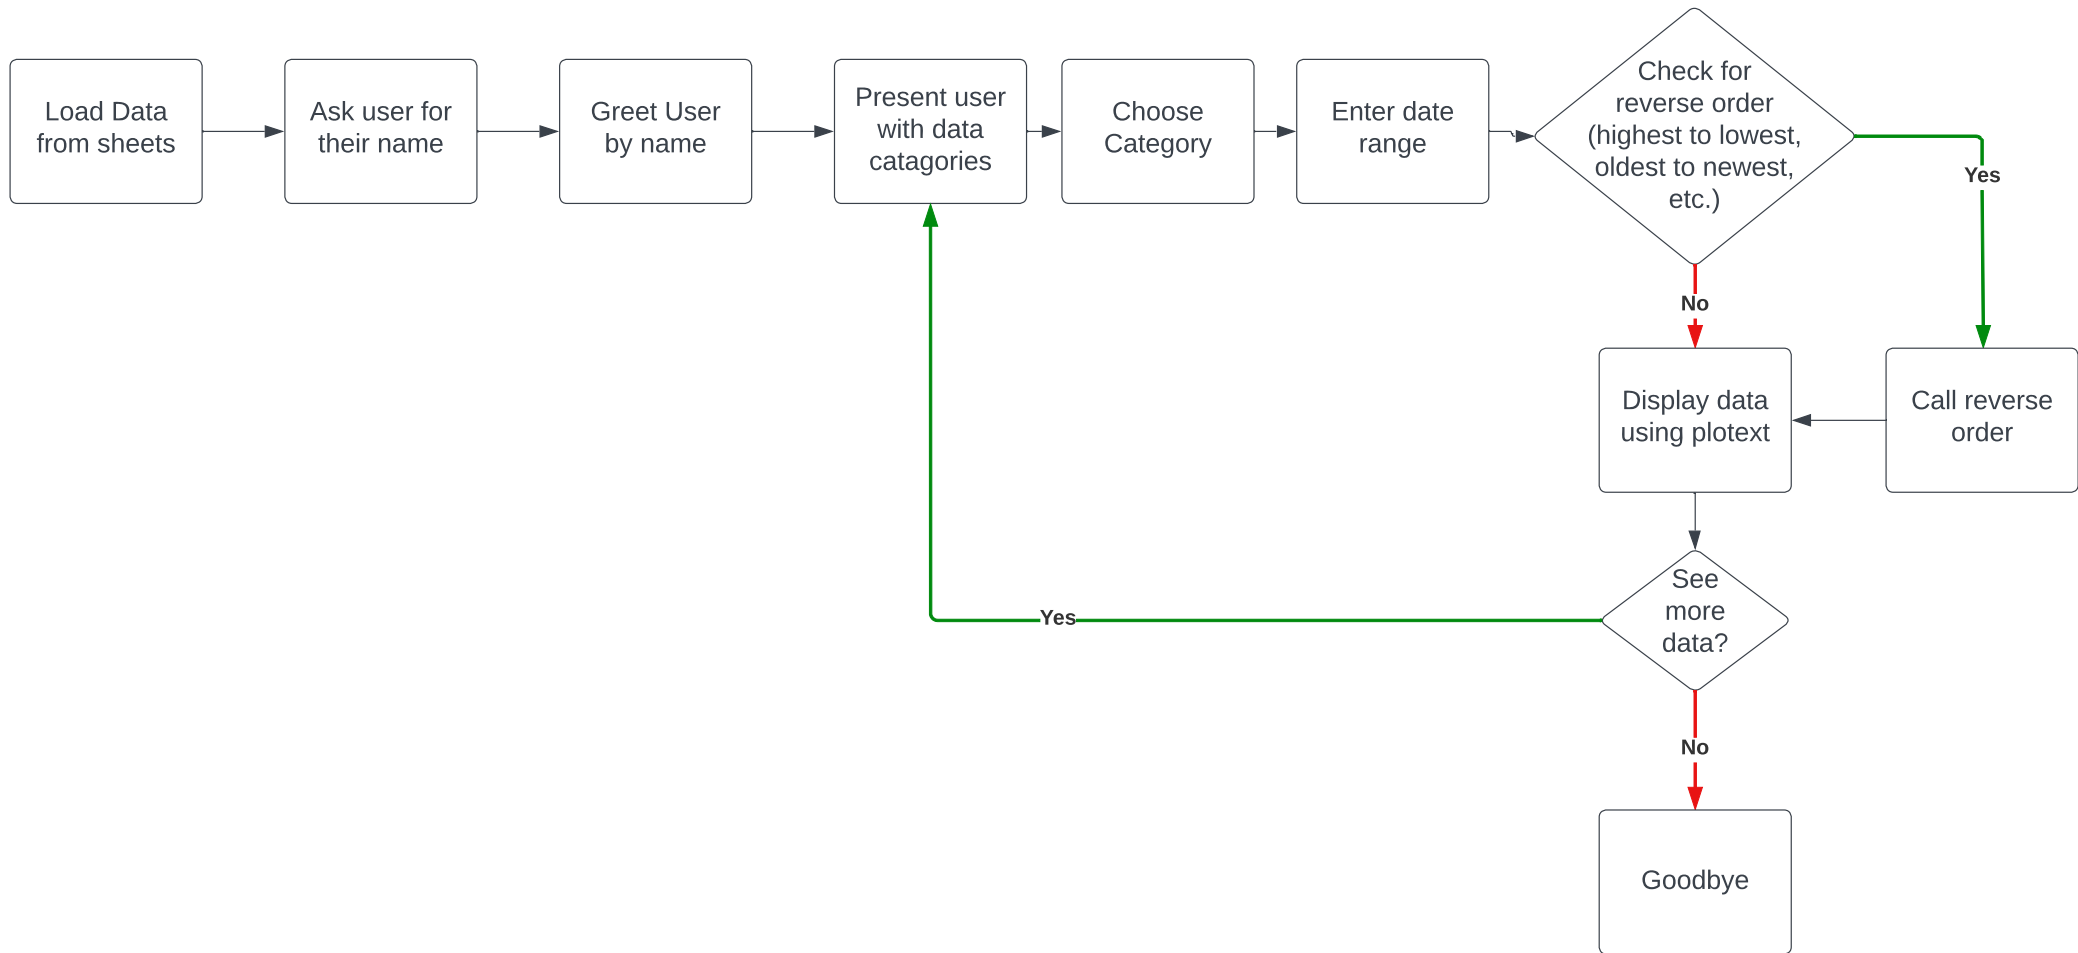 Load Data
from sheets
Ask user for
their name
Greet User
by name
Present user
with data
catagories
Choose
Category
Enter date
range
Check for
reverse order
(highest to lowest,
oldest to newest,
etc.)
Yes
No
Display data
using plotext
Call reverse
order
See
more
data?
Yes
No
Goodbye